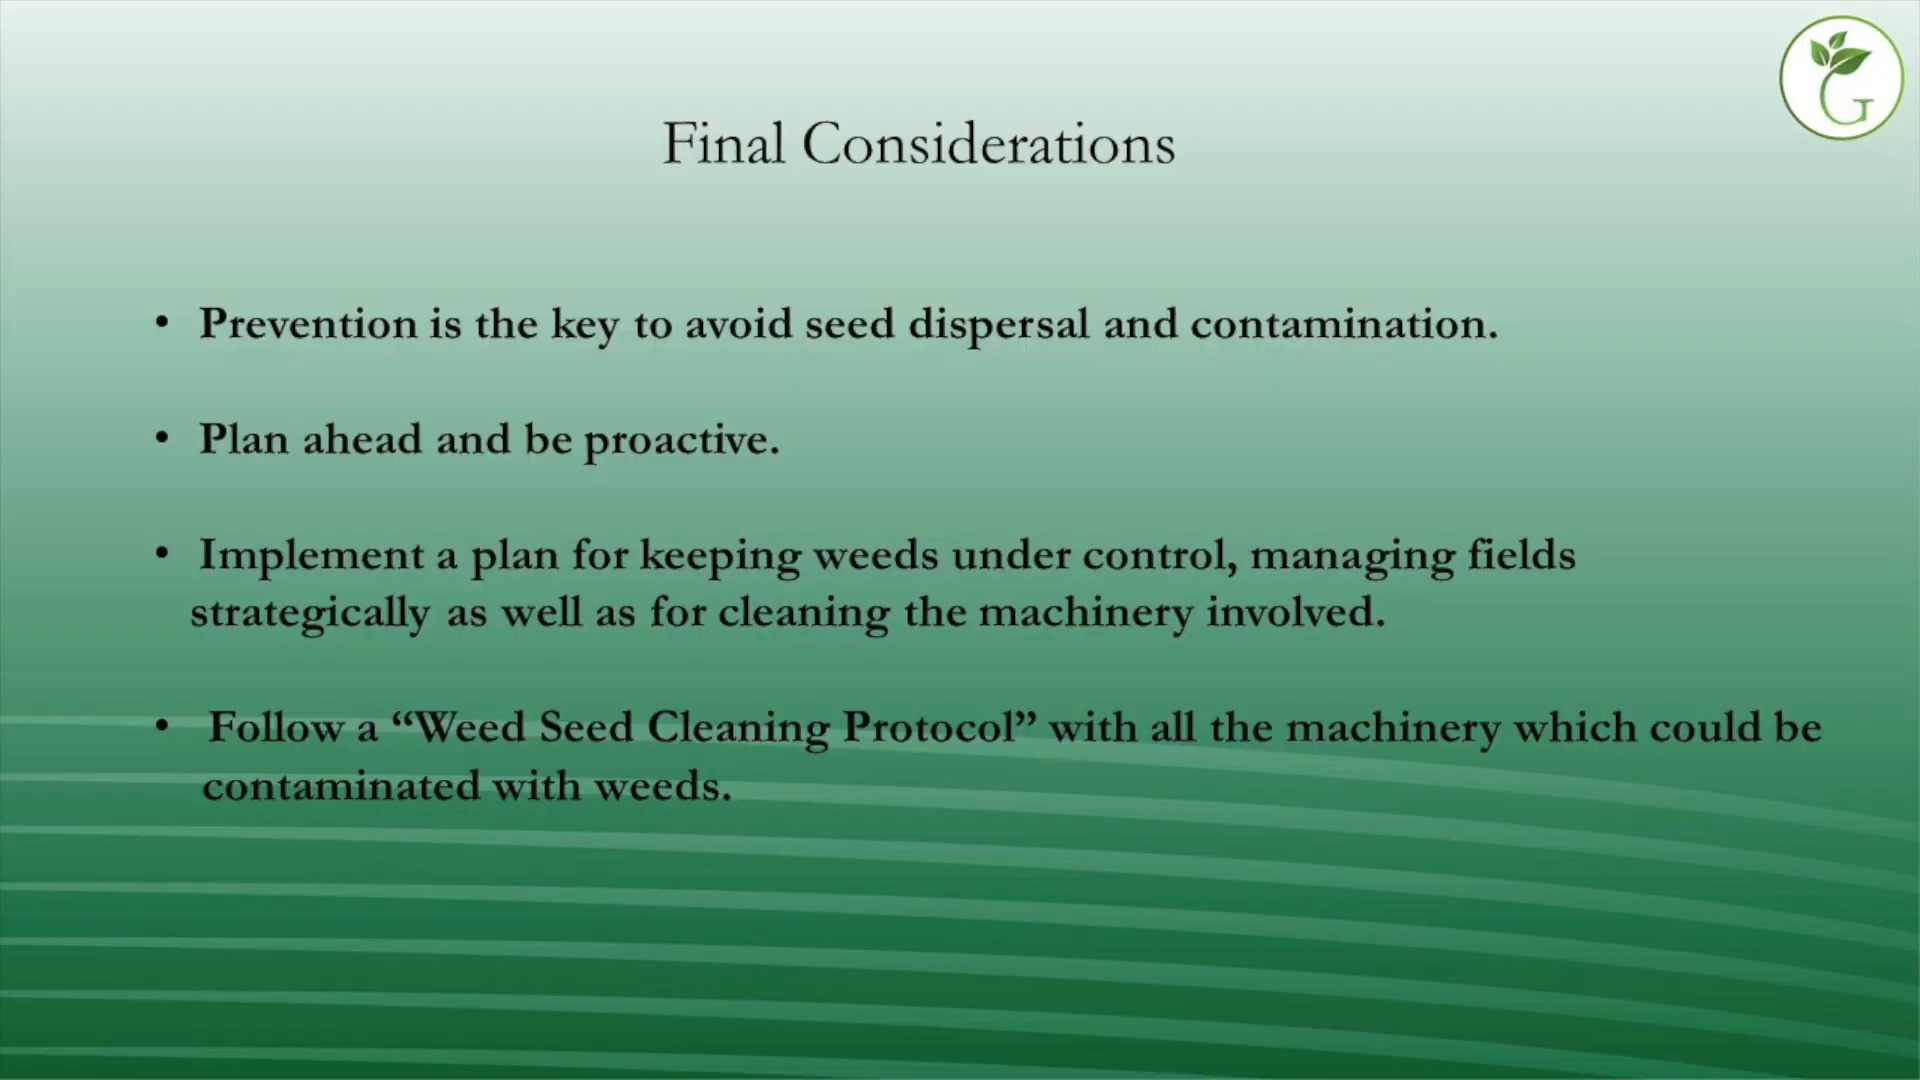 G
Final Considerations
• Prevention is the key to avoid seed dispersal and contamination.
• Plan ahead and be proactive.
• Implement a plan for keeping weeds under control, managing fields
strategically as well as for cleaning the machinery involved.
• Follow a “Weed Seed Cleaning Protocol” with all the machinery which could be
contaminated with weeds.